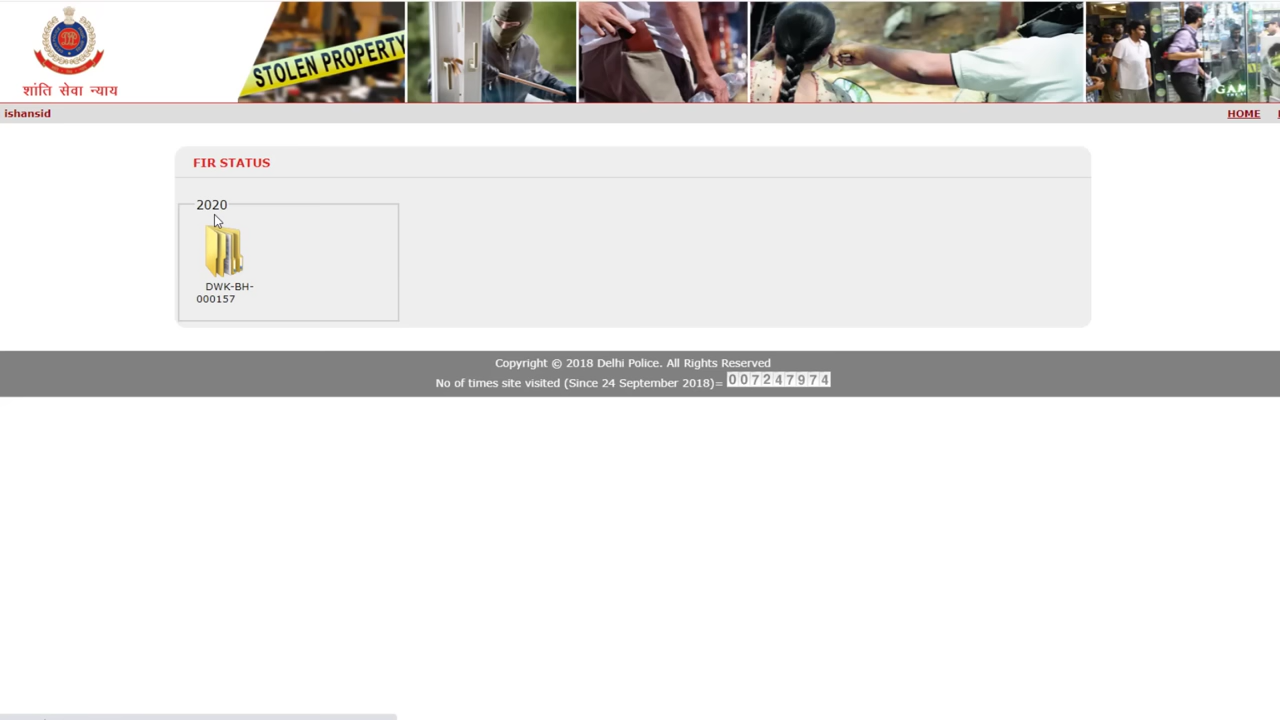 शांति सेवा न्याय
STOLEN PROPERTY
GAN
ishansid
HOME
FIR STATUS
2020
DWK-BH-
000157
Copyright © 2018 Delhi Police. All Rights Reserved
No of times site visited (Since 24 September 2018)= 007247974